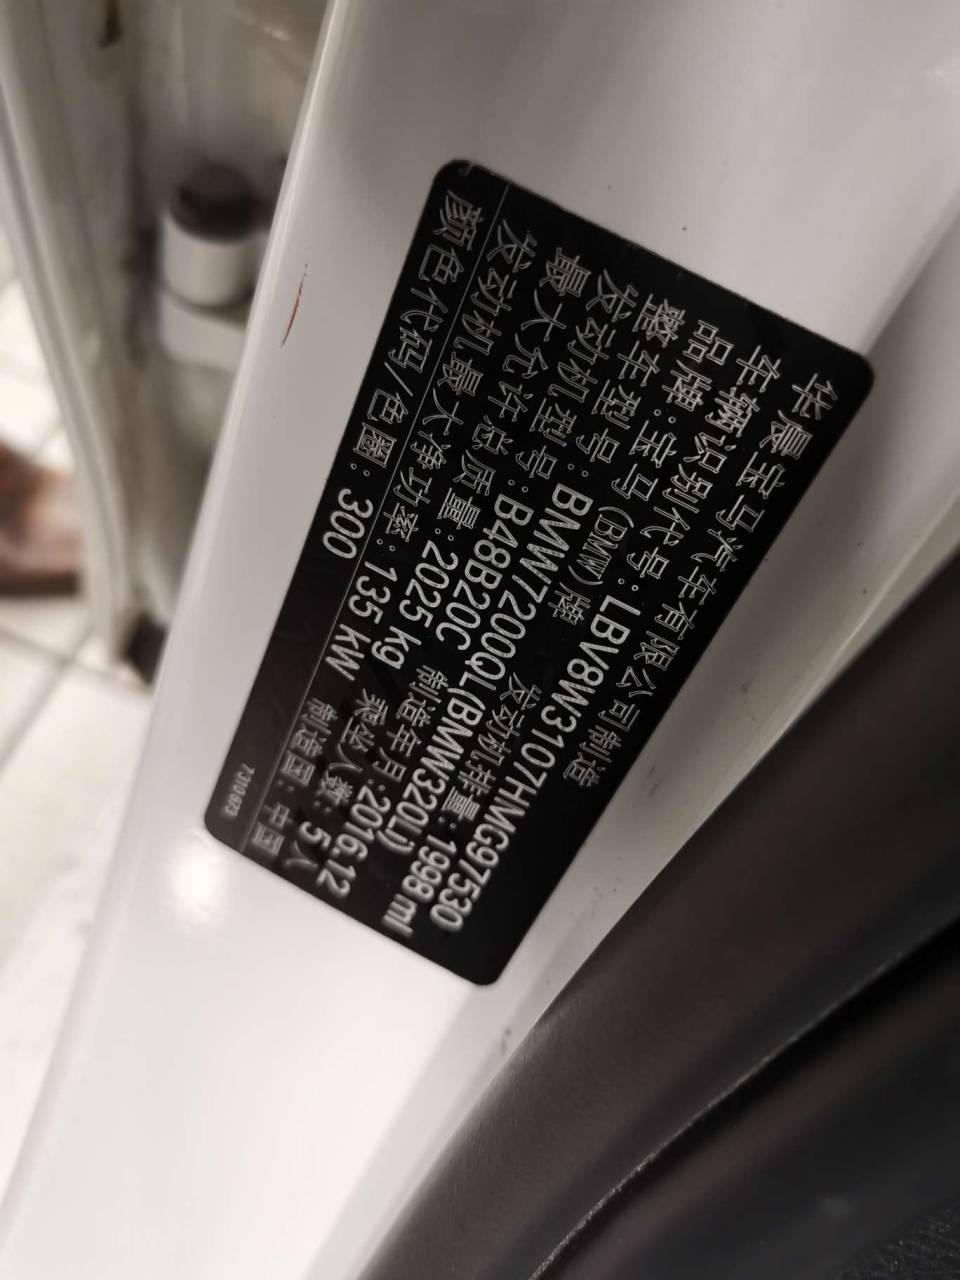 华晨宝马汽车有限公司制造
车辆识别代号: LBV8W3107HMG97530
品牌: 宝马 (BMW) 牌 发动机排量: 1998 ml
整车型号: BMW7200QL(BMW320Li)
发动机型号: B48B20C 制造年月: 2016.12
最大允许总质量: 2025 kg 乘坐人数: 5人
发动机最大净功率: 135 kW 制造国: 中国
颜色代码/色圈: 300
7310673